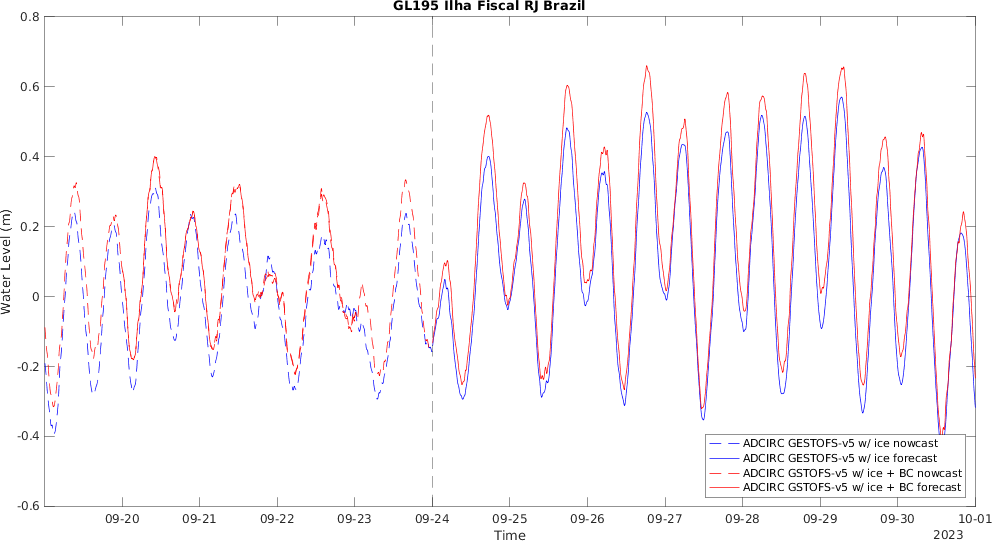 GL195 Ilha Fiscal RJ Brazil
0.8
0.6
0.4
0.2
0
-0.2
-0.4
-0.6
Water Level (m)
ADCIRC GESTOFS-v5 w/ ice nowcast
ADCIRC GESTOFS-v5 w/ ice forecast
ADCIRC GSTOFS-v5 w/ ice + BC nowcast
ADCIRC GSTOFS-v5 w/ ice + BC forecast
09-20 09-21 09-22 09-23 09-24 09-25 09-26 09-27 09-28 09-29 09-30 10-01
Time
2023